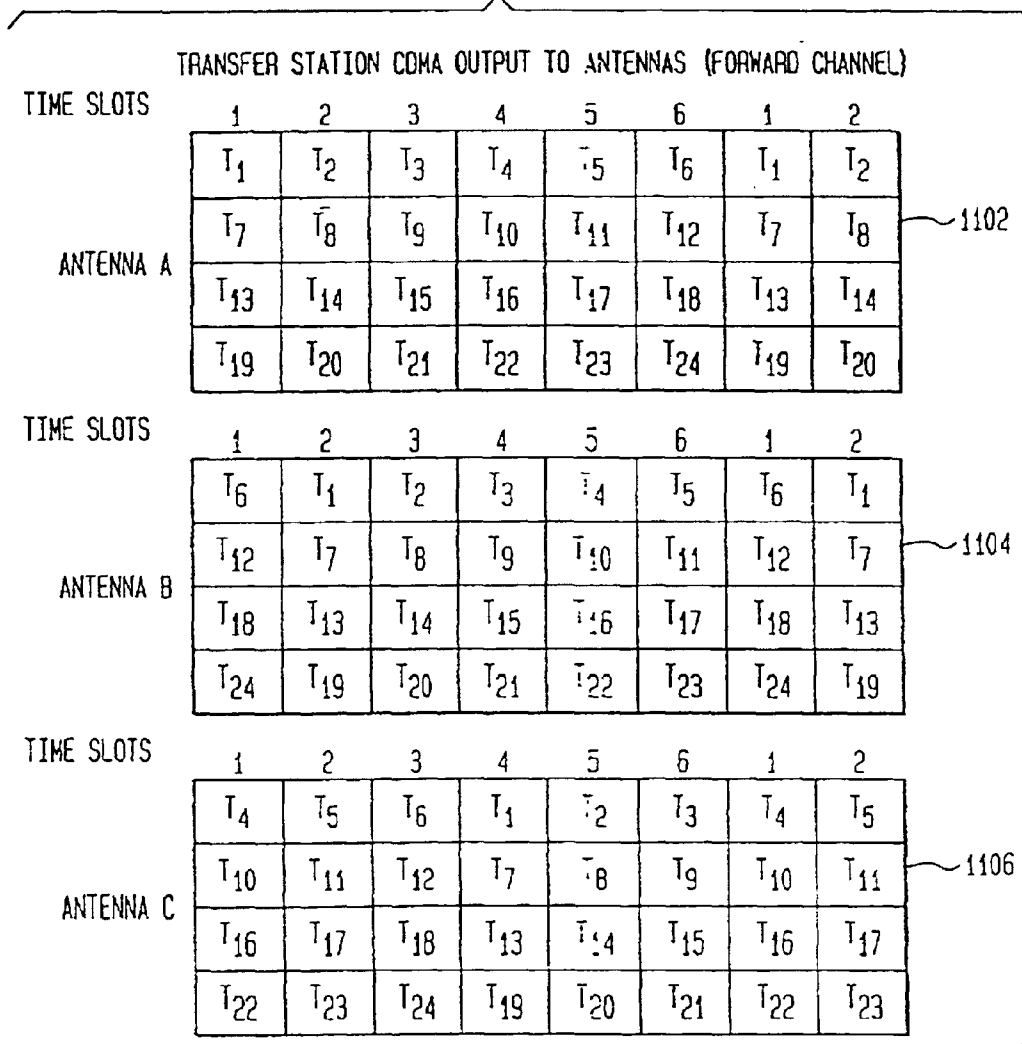 TRANSFER STATION CDMA OUTPUT TO ANTENNAS (FORWARD CHANNEL)
TIME SLOTS 1 2 3 4 5 6 1 2
T1 T2 T3 T4 T5 T6 T1 T2
T7 T8 T9 T10 T11 T12 T7 T8 1102
ANTENNA A
T13 T14 T15 T16 T17 T18 T13 T14
T19 T20 T21 T22 T23 T24 T19 T20
TIME SLOTS 1 2 3 4 5 6 1 2
T6 T1 T2 T3 T4 T5 T6 T1
T12 T7 T8 T9 T10 T11 T12 T7 1104
ANTENNA B
T18 T13 T14 T15 T16 T17 T18 T13
T24 T19 T20 T21 T22 T23 T24 T19
TIME SLOTS 1 2 3 4 5 6 1 2
T4 T5 T6 T1 T2 T3 T4 T5
T10 T11 T12 T7 T8 T9 T10 T11 1106
ANTENNA C
T16 T17 T18 T13 T14 T15 T16 T17
T22 T23 T24 T19 T20 T21 T22 T23